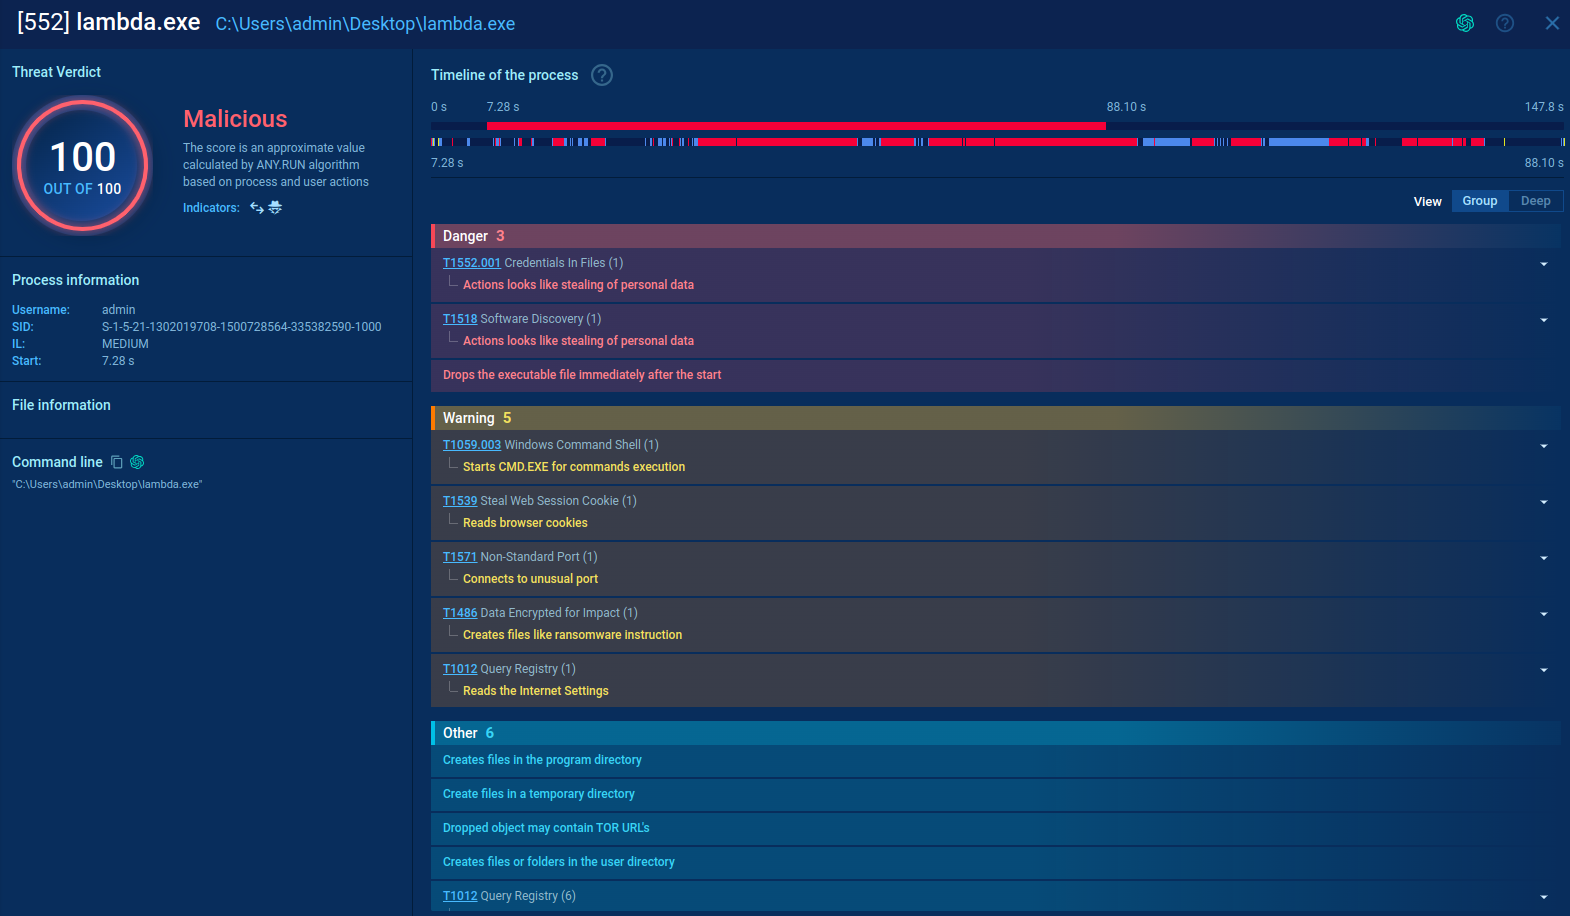 [552] lambda.exe C:\Users\admin\Desktop\lambda.exe
Threat Verdict
100
OUT OF 100
Malicious
The score is an approximate value
calculated by ANY.RUN algorithm
based on process and user actions
Indicators:
Process information
Username: admin
SID: S-1-5-21-1302019708-1500728564-335382590-1000
IL: MEDIUM
Start: 7.28 s
File information
Command line
"C:\Users\admin\Desktop\lambda.exe"
Timeline of the process ?
0 s 7.28 s 88.10 s 147.8 s
7.28 s 88.10 s
View Group Deep
Danger 3
T1552.001 Credentials In Files (1)
Actions looks like stealing of personal data
T1518 Software Discovery (1)
Actions looks like stealing of personal data
Drops the executable file immediately after the start
Warning 5
T1059.003 Windows Command Shell (1)
Starts CMD.EXE for commands execution
T1539 Steal Web Session Cookie (1)
Reads browser cookies
T1571 Non-Standard Port (1)
Connects to unusual port
T1486 Data Encrypted for Impact (1)
Creates files like ransomware instruction
T1012 Query Registry (1)
Reads the Internet Settings
Other 6
Creates files in the program directory
Create files in a temporary directory
Dropped object may contain TOR URL's
Creates files or folders in the user directory
T1012 Query Registry (6)